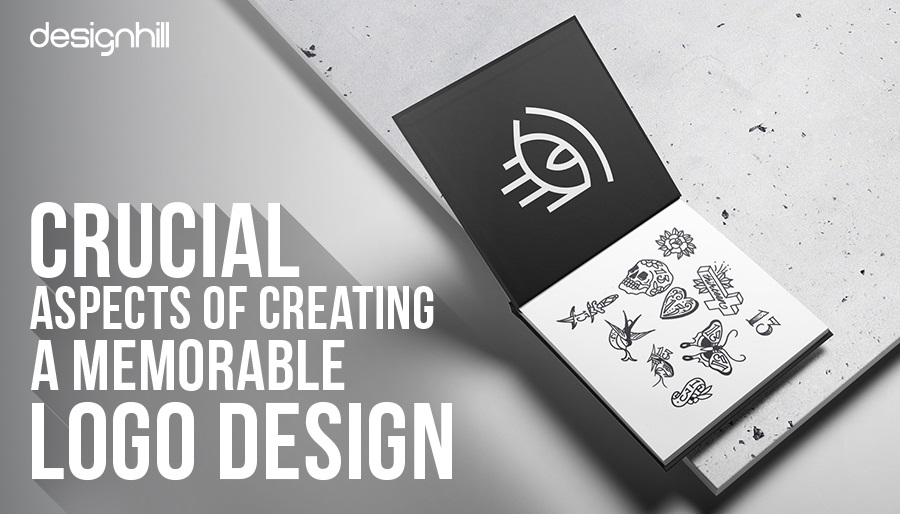 designhill
CRUCIAL
ASPECTS OF CREATING
A MEMORABLE
LOGO DESIGN
13